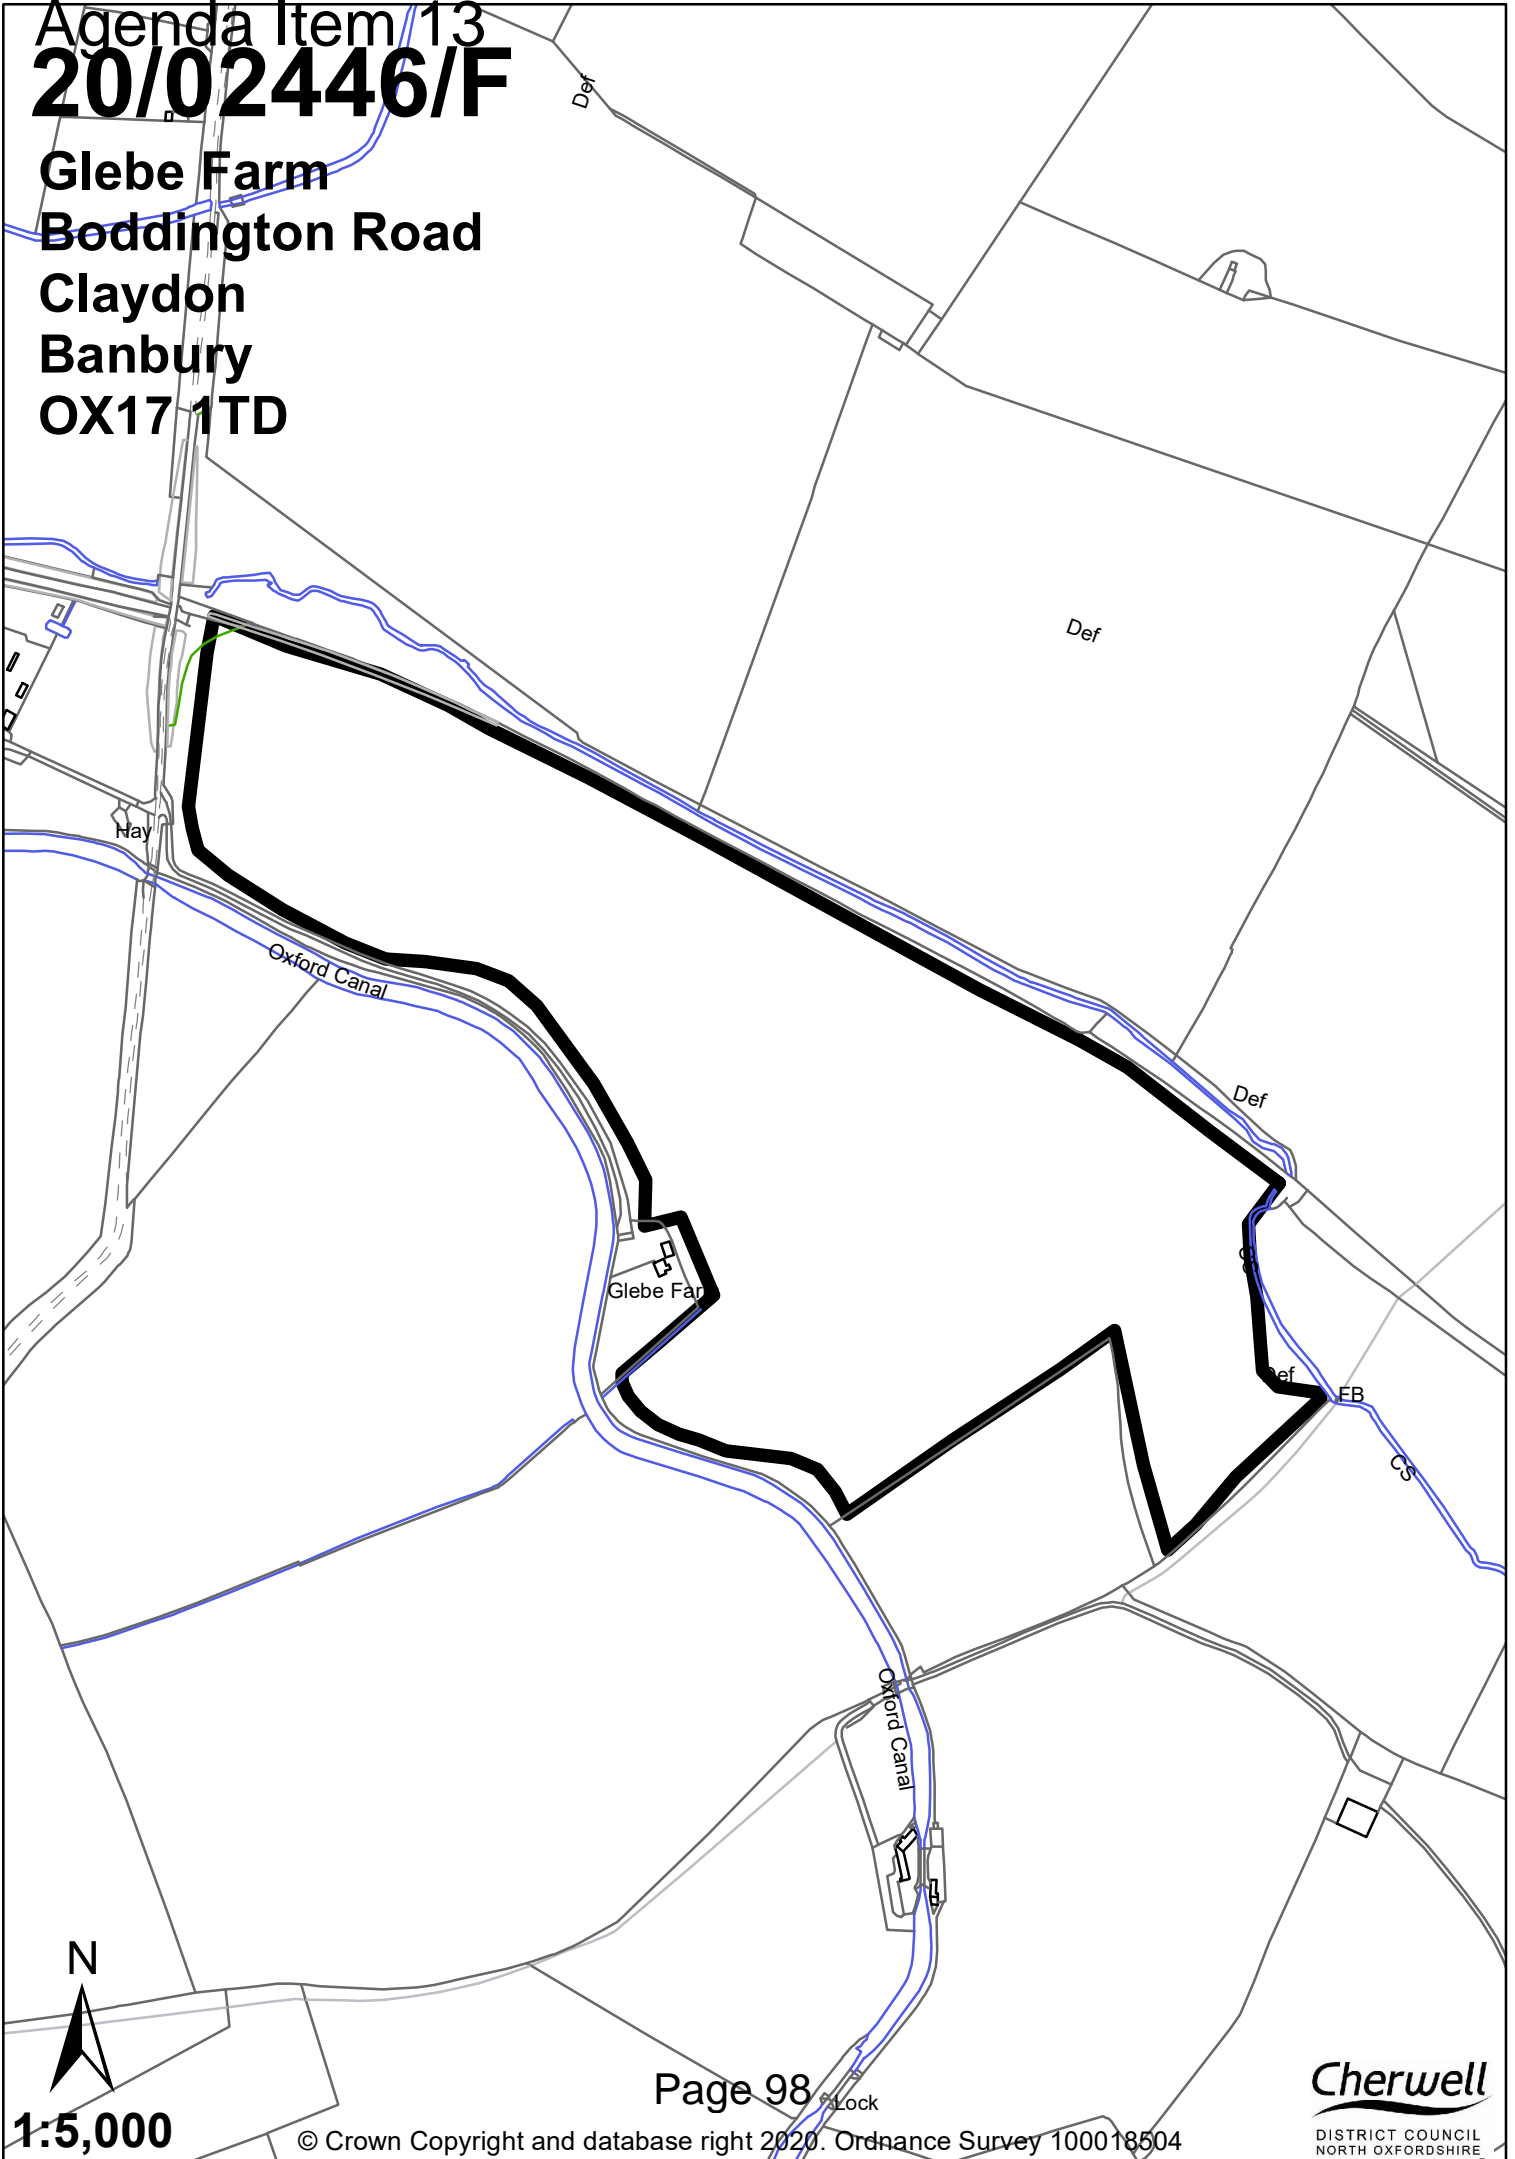 Agenda Item 13
20/02446/F
Glebe Farm
Boddington Road
Claydon
Banbury
OX17 1TD
Def
Def
Hay
Oxford Canal
Def
CS
Glebe Far
Def
FB
CS
Oxford Canal
N
1:5,000
Page 98
Lock
© Crown Copyright and database right 2020. Ordnance Survey 100018504
Cherwell
DISTRICT COUNCIL
NORTH OXFORDSHIRE